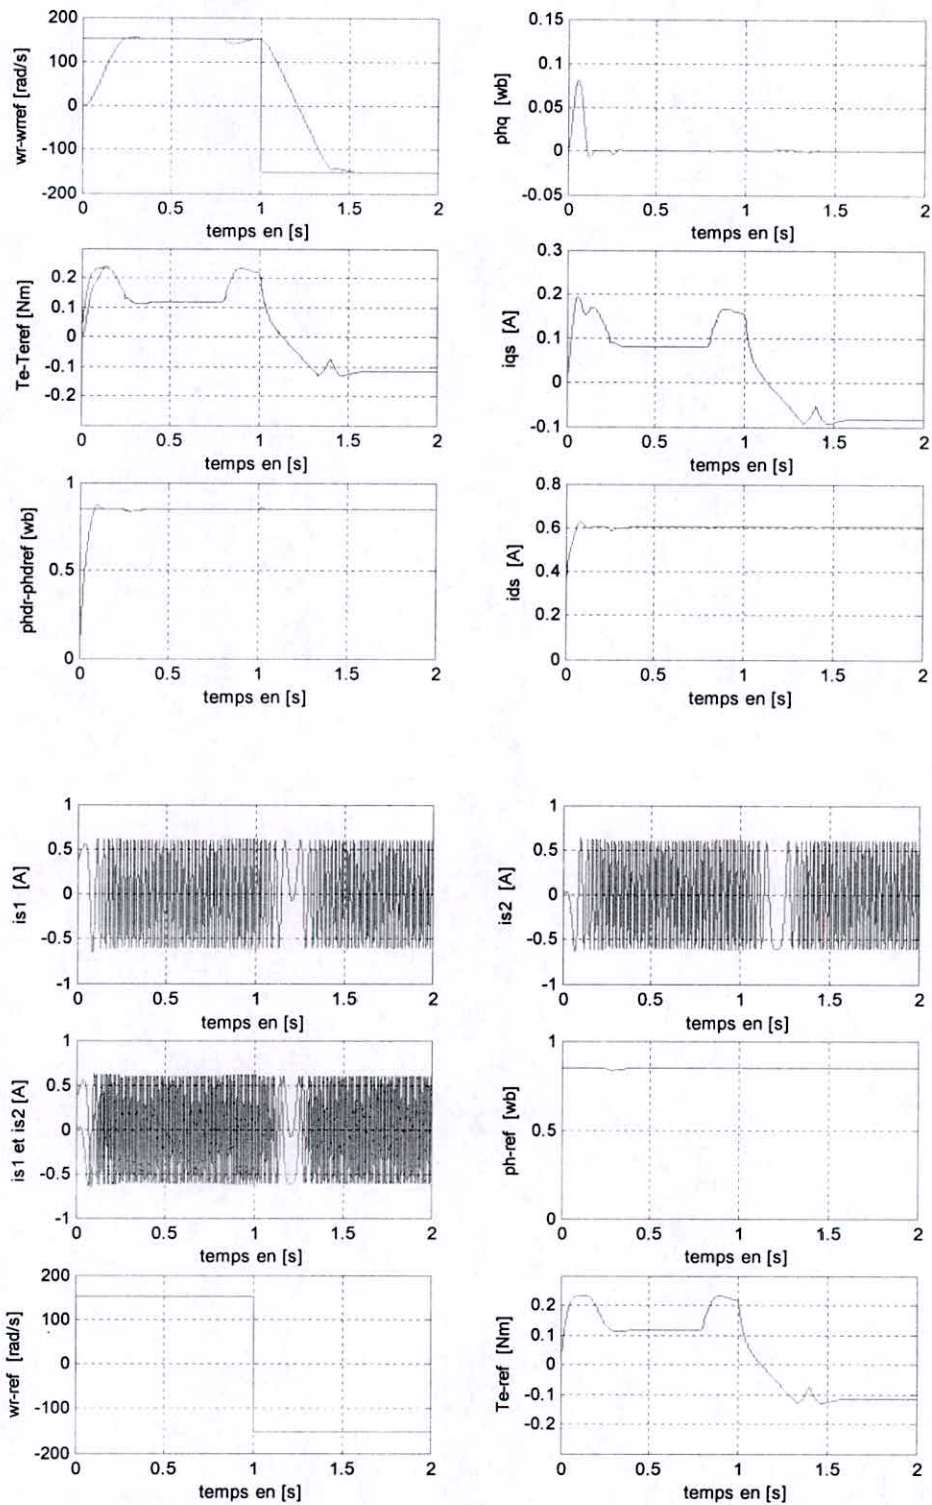 wr-wrref [rad/s]
200
100
0
-100
-200
0 0.5 1 1.5 2
temps en [s]
phq [wb]
0.15
0.1
0.05
0
-0.05
0 0.5 1 1.5 2
temps en [s]
Te-Teref [Nm]
0.2
0.1
0
-0.1
-0.2
0 0.5 1 1.5 2
temps en [s]
iqs [A]
0.3
0.2
0.1
0
-0.1
0 0.5 1 1.5 2
temps en [s]
phdr-phdref [wb]
1
0.5
0
0 0.5 1 1.5 2
temps en [s]
ids [A]
0.8
0.6
0.4
0.2
0
0 0.5 1 1.5 2
temps en [s]
is1 [A]
1
0.5
0
-0.5
-1
0 0.5 1 1.5 2
temps en [s]
is2 [A]
1
0.5
0
-0.5
-1
0 0.5 1 1.5 2
temps en [s]
is1 et is2 [A]
1
0.5
0
-0.5
-1
0 0.5 1 1.5 2
temps en [s]
ph-ref [wb]
1
0.5
0
0 0.5 1 1.5 2
temps en [s]
wr-ref [rad/s]
200
100
0
-100
-200
0 0.5 1 1.5 2
temps en [s]
Te-ref [Nm]
0.2
0.1
0
-0.1
-0.2
0 0.5 1 1.5 2
temps en [s]